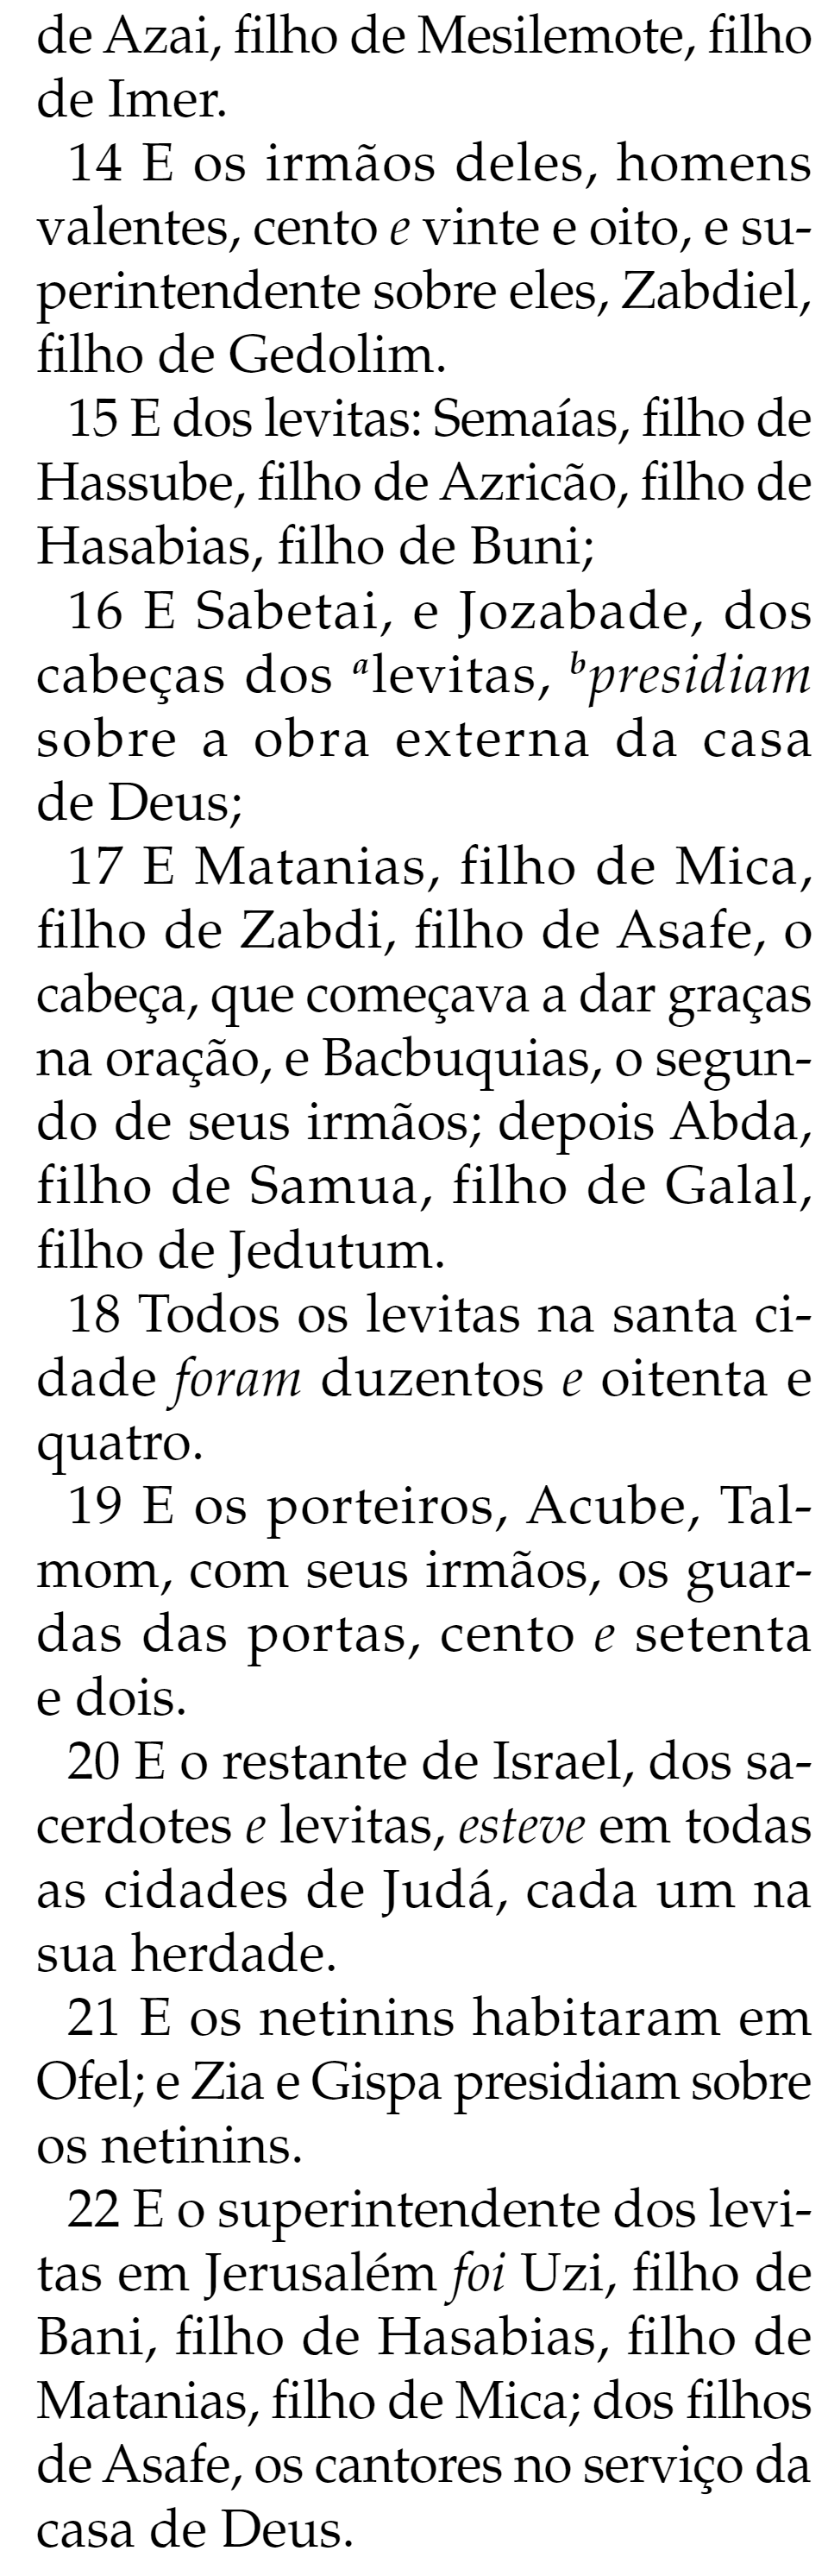 de Azai, filho de Mesilemote, filho
de Imer.
14 E os irmãos deles, homens
valentes, cento e vinte e oito, e su-
perintendente sobre eles, Zabdiel,
filho de Gedolim.
15 E dos levitas: Semaías, filho de
Hassube, filho de Azricão, filho de
Hasabias, filho de Buni;
16 E Sabetai, e Jozabade, dos
cabeças dos ᵃlevitas, ᵇpresidiam
sobre a obra externa da casa
de Deus;
17 E Matanias, filho de Mica,
filho de Zabdi, filho de Asafe, o
cabeça, que começava a dar graças
na oração, e Bacbuquias, o segun-
do de seus irmãos; depois Abda,
filho de Samua, filho de Galal,
filho de Jedutum.
18 Todos os levitas na santa ci-
dade foram duzentos e oitenta e
quatro.
19 E os porteiros, Acube, Tal-
mom, com seus irmãos, os guar-
das das portas, cento e setenta
e dois.
20 E o restante de Israel, dos sa-
cerdotes e levitas, esteve em todas
as cidades de Judá, cada um na
sua herdade.
21 E os netinins habitaram em
Ofel; e Zia e Gispa presidiam sobre
os netinins.
22 E o superintendente dos levi-
tas em Jerusalém foi Uzi, filho de
Bani, filho de Hasabias, filho de
Matanias, filho de Mica; dos filhos
de Asafe, os cantores no serviço da
casa de Deus.